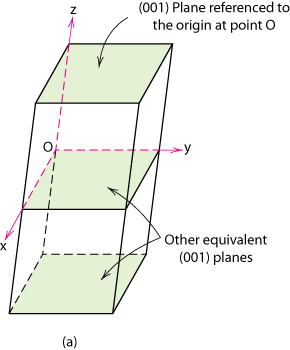 (001) Plane referenced to
the origin at point O
z
O
y
x
Other equivalent
(001) planes
(a)